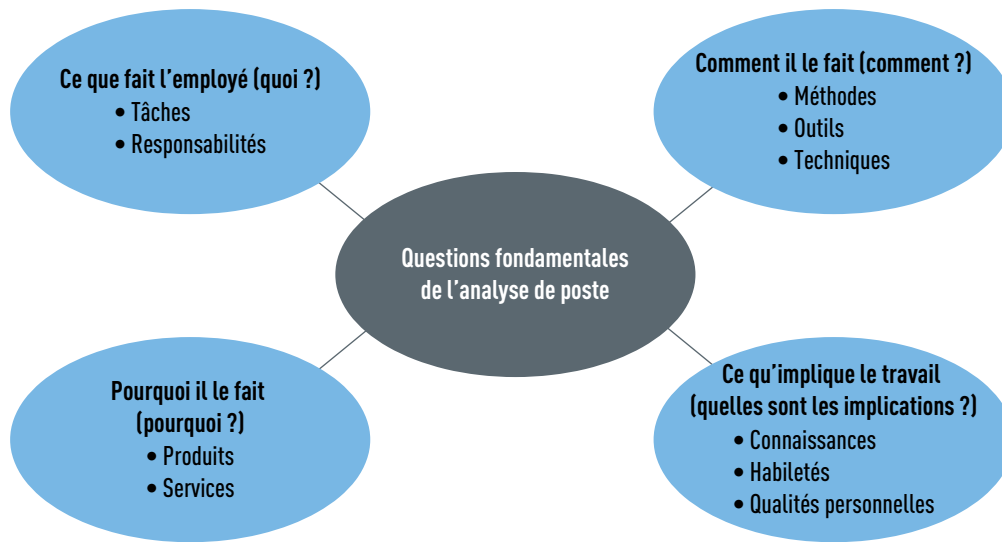 Ce que fait l'employé (quoi ?)
• Tâches
• Responsabilités
Comment il le fait (comment ?)
• Méthodes
• Outils
• Techniques
Questions fondamentales
de l'analyse de poste
Pourquoi il le fait
(pourquoi ?)
• Produits
• Services
Ce qu'implique le travail
(quelles sont les implications ?)
• Connaissances
• Habiletés
• Qualités personnelles